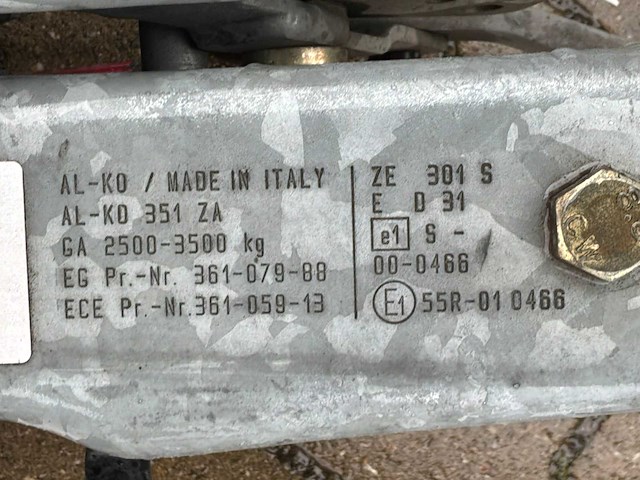 AL-KO / MADE IN ITALY
AL-KO 351 ZA
GA 2500-3500 kg
EG Pr.-Nr. 361-079-88
ECE Pr.-Nr.361-059-13
ZE 301 S
E D 31
e1 S -
00-0466
E1 55R-01 0466